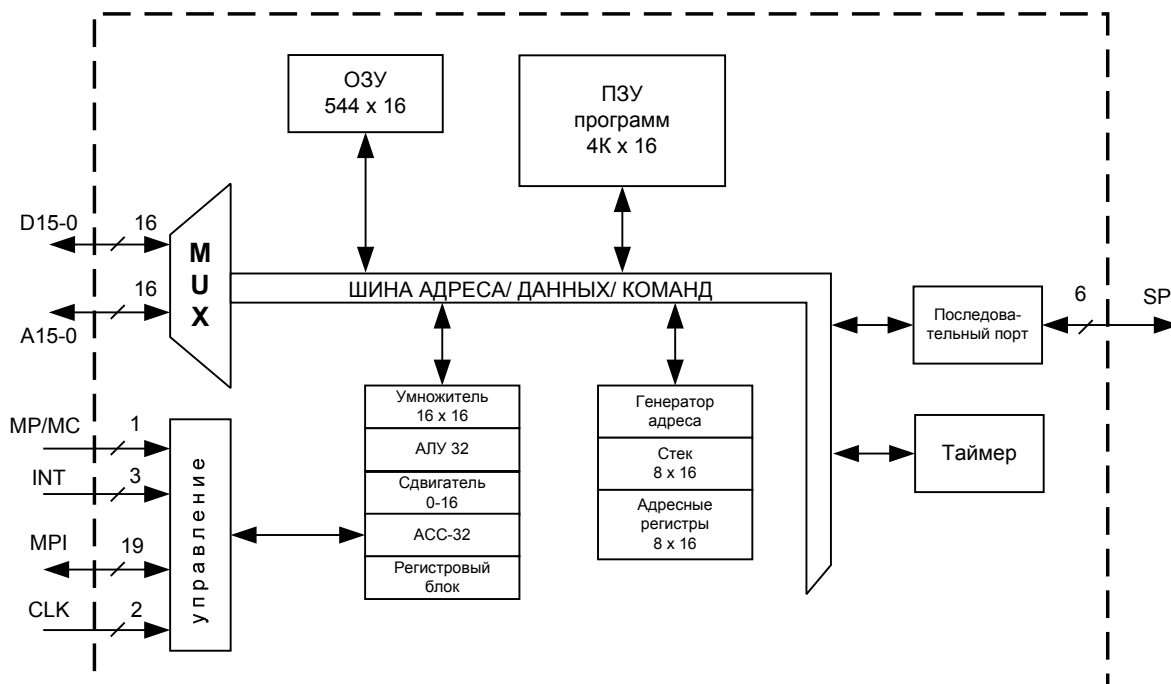 ОЗУ
544 x 16
ПЗУ
программ
4К x 16
D15-0
16
A15-0
16
MUX
ШИНА АДРЕСА/ ДАННЫХ/ КОМАНД
Последова-
тельный порт
6
SP
Таймер
MP/MC
1
INT
3
MPI
19
CLK
2
управление
Умножитель
16 x 16
АЛУ 32
Сдвигатель
0-16
АСС-32
Регистровый
блок
Генератор
адреса
Стек
8 x 16
Адресные
регистры
8 x 16